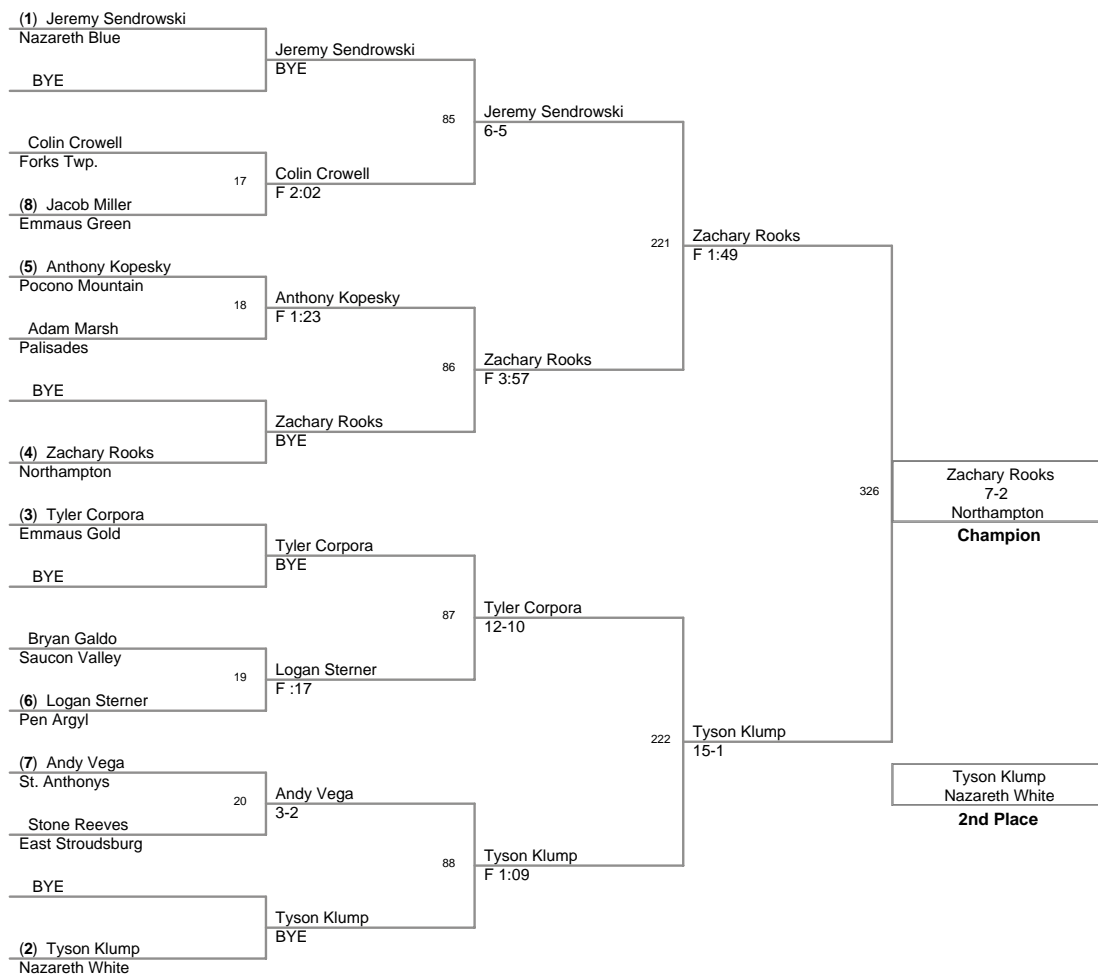 (1) Jeremy Sendrowski
Nazareth Blue
BYE
Colin Crowell
Forks Twp.
(8) Jacob Miller
Emmaus Green
(5) Anthony Kopesky
Pocono Mountain
Adam Marsh
Palisades
BYE
(4) Zachary Rooks
Northampton
(3) Tyler Corpora
Emmaus Gold
BYE
Bryan Galdo
Saucon Valley
(6) Logan Sterner
Pen Argyl
(7) Andy Vega
St. Anthonys
Stone Reeves
East Stroudsburg
BYE
(2) Tyson Klump
Nazareth White
Jeremy Sendrowski
BYE
17
Colin Crowell
F 2:02
18
Anthony Kopesky
F 1:23
Zachary Rooks
BYE
Tyler Corpora
BYE
19
Logan Sterner
F :17
20
Andy Vega
3-2
Tyson Klump
BYE
85
Jeremy Sendrowski
6-5
86
Zachary Rooks
F 3:57
87
Tyler Corpora
12-10
88
Tyson Klump
F 1:09
221
Zachary Rooks
F 1:49
222
Tyson Klump
15-1
326
Zachary Rooks
7-2
Northampton
Champion
Tyson Klump
Nazareth White
2nd Place